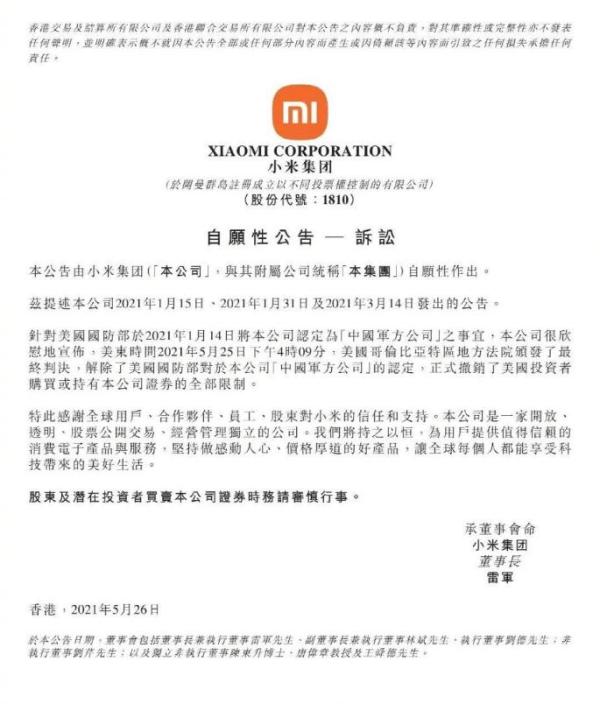 香港交易及結算所有限公司及香港聯合交易所有限公司對本公告之內容概不負責，對其準確性或完整性亦不發表
任何聲明，並明確表示概不就因本公告全部或任何部分內容而產生或因倚賴該等內容而引致之任何損失承擔任何
責任。
mi
XIAOMI CORPORATION
小米集团
(於開曼群島註冊成立以不同投票權控制的有限公司)
(股份代號：1810)
自願性公告 — 訴訟
本公告由小米集团(「本公司」，與其附屬公司統稱「本集團」)自願性作出。
茲提述本公司2021年1月15日、2021年1月31日及2021年3月14日發出的公告。
針對美國國防部於2021年1月14日將本公司認定為「中國軍方公司」之事宜，本公司很欣
慰地宣佈，美東時間2021年5月25日下午4時09分，美國哥倫比亞特區地方法院頒發了最
終判決，解除了美國國防部對於本公司「中國軍方公司」的認定，正式撤銷了美國投資者
購買或持有本公司證券的全部限制。
特此感謝全球用戶、合作夥伴、員工、股東對小米的信任和支持。本公司是一家開放、
透明、股票公開交易、經營管理獨立的公司。我們將持之以恒，為用戶提供值得信賴的
消費電子產品與服務，堅持做感動人心、價格厚道的好產品，讓全球每個人都能享受科
技帶來的美好生活。
股東及潛在投資者買賣本公司證券時務請審慎行事。
承董事會命
小米集团
董事長
雷軍
香港，2021年5月26日
於本公告日期，董事會包括董事長兼執行董事雷軍先生、副董事長兼執行董事林斌先生、執行董事劉德先生；非
執行董事劉芹先生；以及獨立非執行董事陳東升博士、唐偉章教授及王舜德先生。